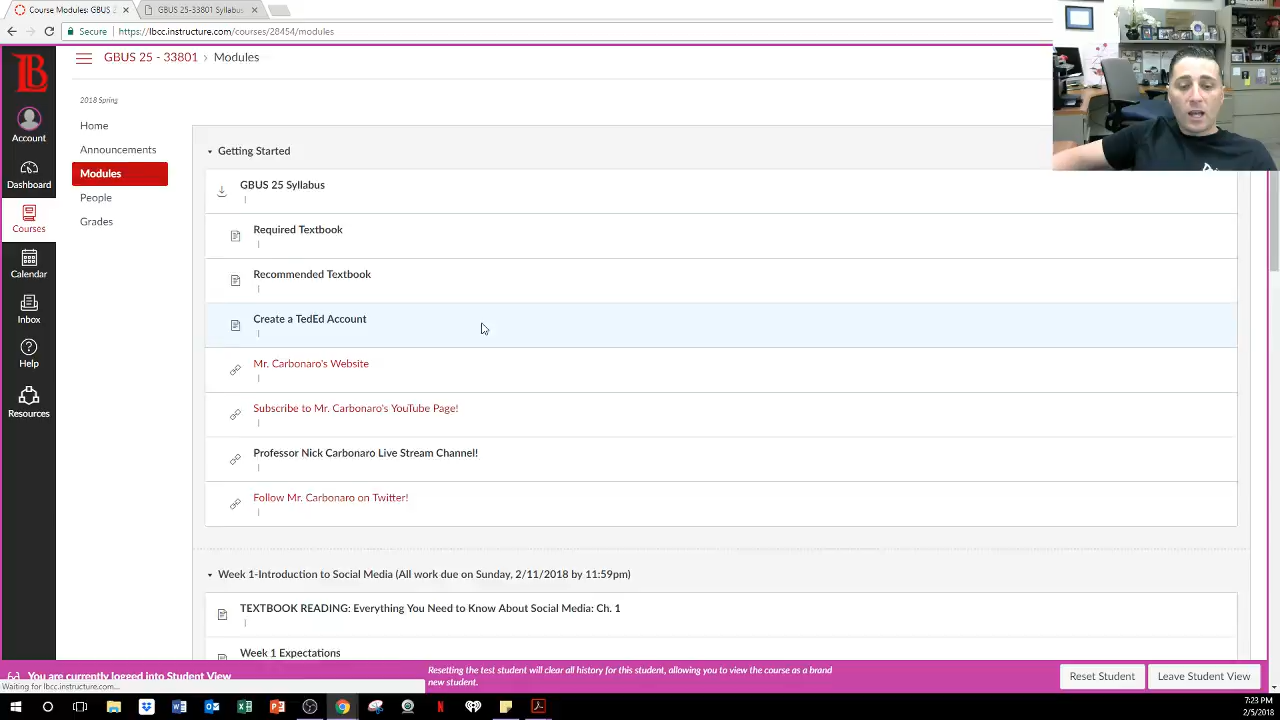 Course Modules: GBUS 2
GBUS 25-33801 Syllabus
Secure
https://lbcc.instructure.com/courses/28454/modules
LB
GBUS 25 - 33801 › Modules
2018 Spring
Account
Dashboard
Courses
Calendar
Inbox
Help
Resources
Home
Announcements
Modules
People
Grades
Getting Started
GBUS 25 Syllabus
Required Textbook
Recommended Textbook
Create a TedEd Account
Mr. Carbonaro's Website
Subscribe to Mr. Carbonaro's YouTube Page!
Professor Nick Carbonaro Live Stream Channel!
Follow Mr. Carbonaro on Twitter!
Week 1-Introduction to Social Media (All work due on Sunday, 2/11/2018 by 11:59pm)
TEXTBOOK READING: Everything You Need to Know About Social Media: Ch. 1
Week 1 Expectations
You are currently logged into Student View
Resetting the test student will clear all history for this student, allowing you to view the course as a brand
new student.
Reset Student
Leave Student View
Waiting for lbcc.instructure.com...
7:23 PM
2/5/2018